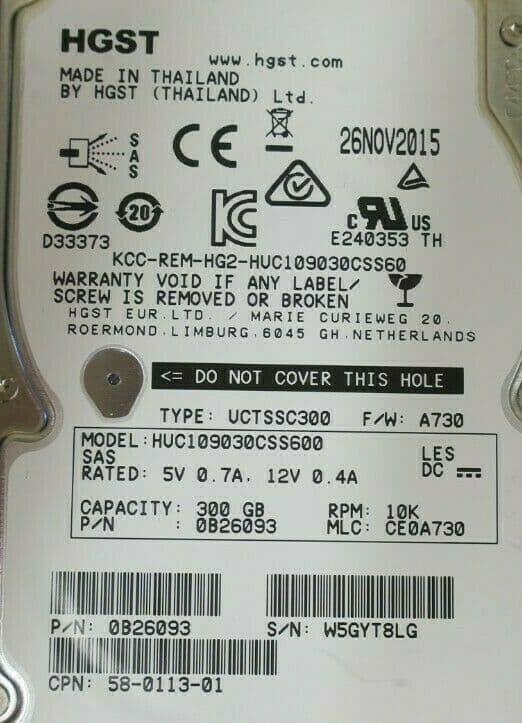 HGST
www.hgst.com
MADE IN THAILAND
BY HGST (THAILAND) Ltd.
SAS
CE
26NOV2015
D33373
20
KC
c RU US
E240353 TH
KCC-REM-HG2-HUC109030CSS60
WARRANTY VOID IF ANY LABEL/
SCREW IS REMOVED OR BROKEN
HGST EUR.LTD. / MARIE CURIEWEG 20.
ROERMOND.LIMBURG.6045 GH.NETHERLANDS
<= DO NOT COVER THIS HOLE
TYPE: UCTSSC300 F/W: A730
MODEL:HUC109030CSS600
SAS LES
RATED: 5V 0.7A, 12V 0.4A DC
CAPACITY: 300 GB RPM: 10K
P/N : 0B26093 MLC: CE0A730
P/N: 0B26093 S/N: W5GYT8LG
CPN: 58-0113-01